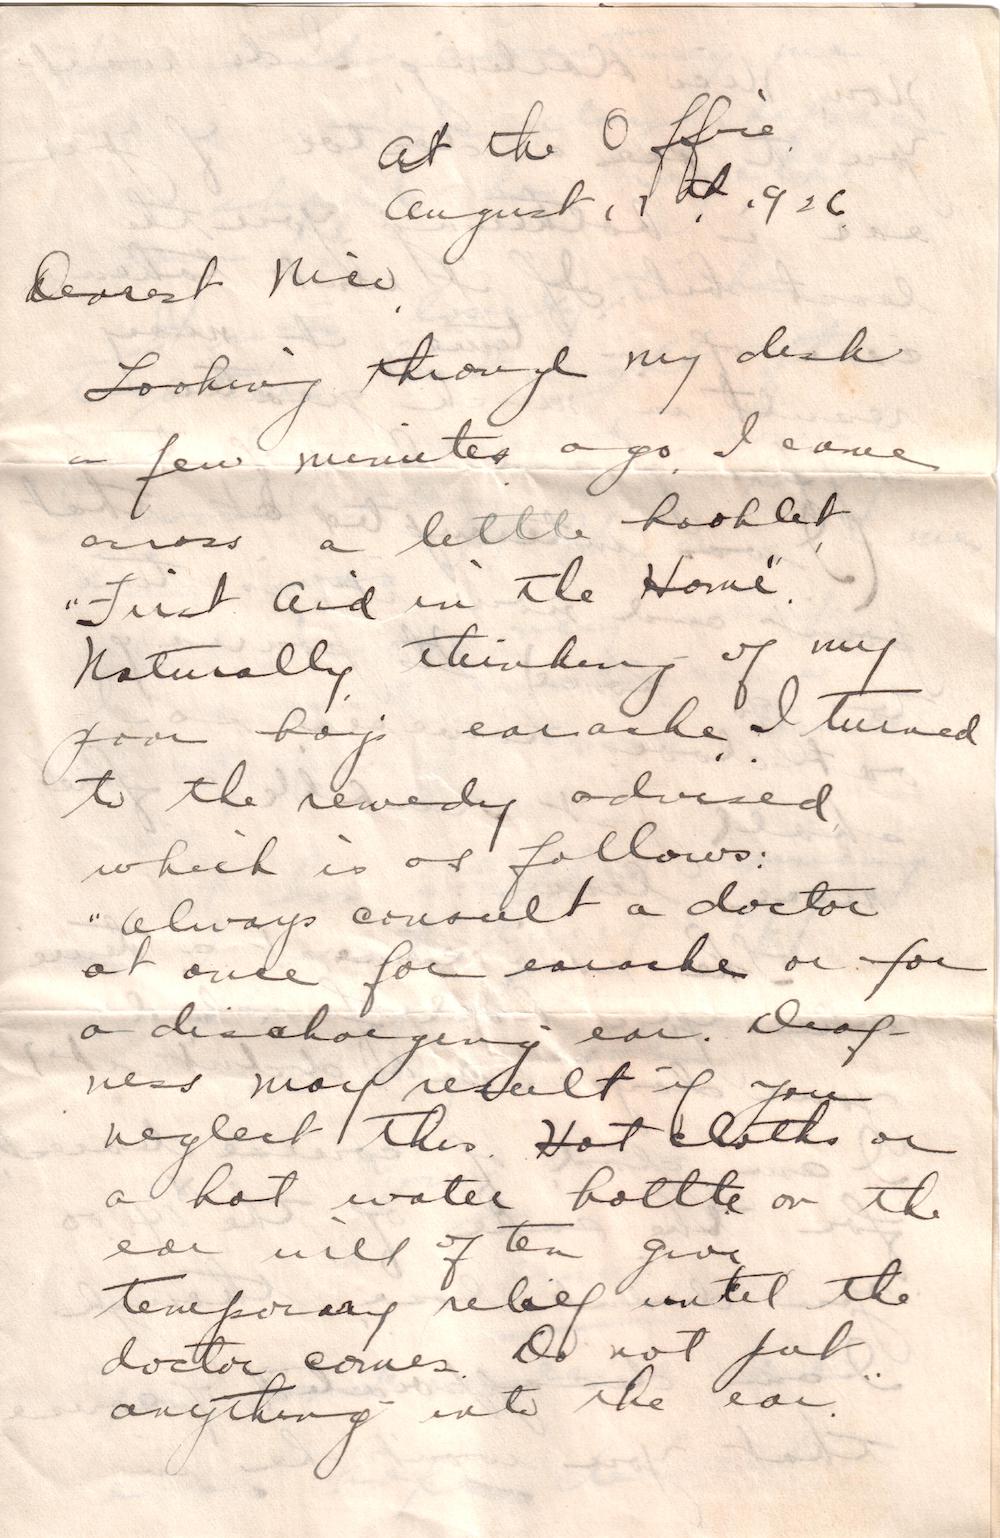 At the Office.
August 17th, 1926.
Dearest Nico,
Looking through my desk
a few minutes ago, I came
across a little booklet,
"First Aid in the Home".
Naturally, thinking of my
poor boy's earache, I turned
to the remedy advised,
which is as follows:
"Always consult a doctor
at once for earache or for
a discharging ear. Deaf-
ness may result if you
neglect this. Hot cloths or
a hot water bottle on the
ear will often give
temporary relief until the
doctor comes. Do not put
anything into the ear."